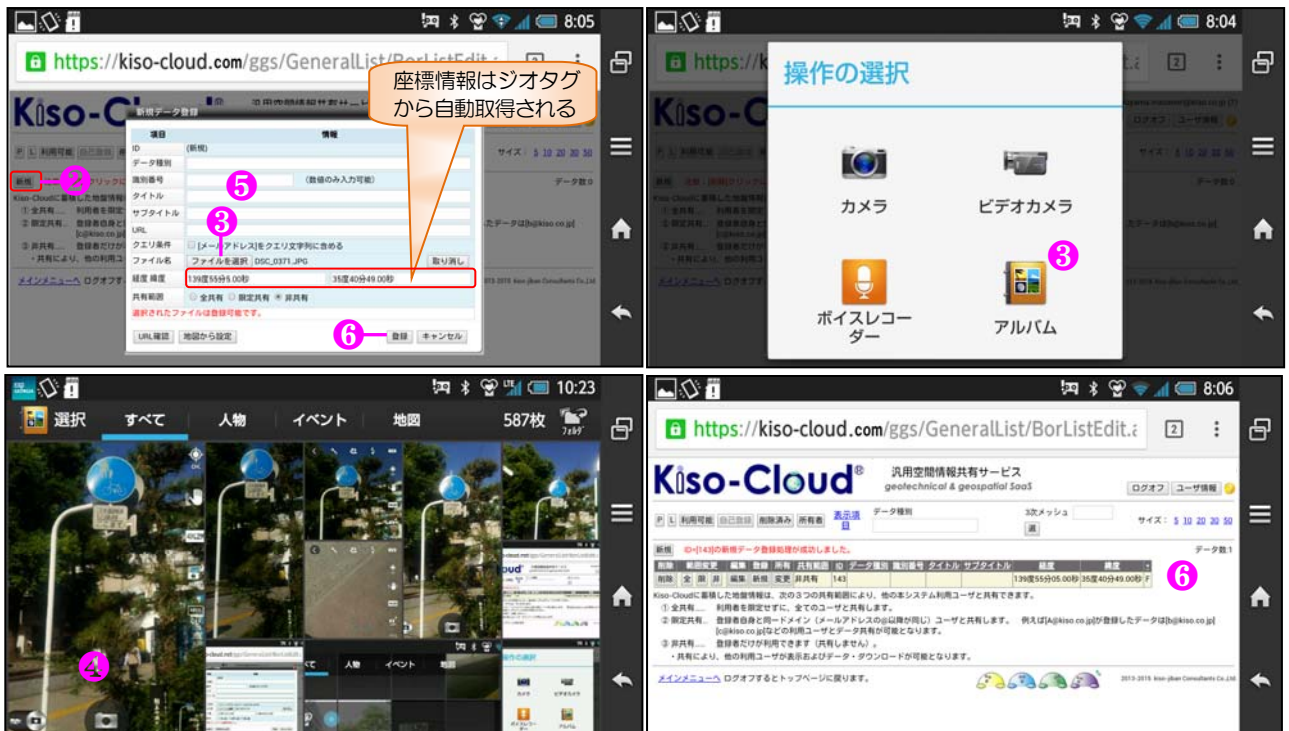 8:05
https://kiso-cloud.com/ggs/GeneralList/BorListEdit.
2
座標情報はジオタグ
から自動取得される
Kiso-C
新規データ登録
項目 情報
ID (新規)
データ種別
識別番号 (数値のみ入力可能)
タイトル
サブタイトル
URL
クエリ条件 [メールアドレス]をクエリ文字列に含める
ファイル名 ファイルを選択 DSC_0371.JPG 取り消し
経度 緯度 139度55分5.00秒 35度40分49.00秒
共有範囲 全共有 限定共有 非共有
選択されたファイルは登録可能です。
URL確認 地図から設定 登録 キャンセル
P L 利用可能
サイズ: 5 10 20 30 50
新規
データ数:0
メインメニューへ ログオフす
❷
❺
❸
❻
8:04
https://k
2
操作の選択
カメラ
ビデオカメラ
ボイスレコー
ダー
アルバム
❸
10:23
選択 すべて 人物 イベント 地図 587枚
❹
8:06
https://kiso-cloud.com/ggs/GeneralList/BorListEdit.a
2
Kiso-Cloud®
汎用空間情報共有サービス
geotechnical & geospatial SaaS
ログオフ ユーザ情報
P L 利用可能 自己登録 削除済み 所有者 表示項目 データ種別 3次メッシュ
サイズ: 5 10 20 30 50
新規 ID=[143]の新規データ登録処理が成功しました。 データ数:1
削除 範囲変更 編集 登録 所有 共有範囲 ID データ種別 識別番号 タイトル サブタイトル 経度 緯度
削除 全 限 非 編集 新規 変更 非共有 143 139度55分05.00秒 35度40分49.00秒 F
❻
Kiso-Cloudに蓄積した地盤情報は、次の3つの共有範囲により、他の本システム利用ユーザと共有できます。
① 全共有.... 利用者を限定せずに、全てのユーザと共有します。
② 限定共有.. 登録者自身と同一ドメイン(メールアドレスの@以降が同じ)ユーザと共有します。 例えば[A@kiso.co.jp]が登録したデータは[b@kiso.co.jp]
[c@kiso.co.jp]などの利用ユーザとデータ共有が可能となります。
③ 非共有.... 登録者だけが利用できます(共有しません)。
・共有により、他の利用ユーザが表示およびデータ・ダウンロードが可能となります。
メインメニューへ ログオフするとトップページに戻ります。
2013-2015 kiso-jiban Consultants Co.,Ltd